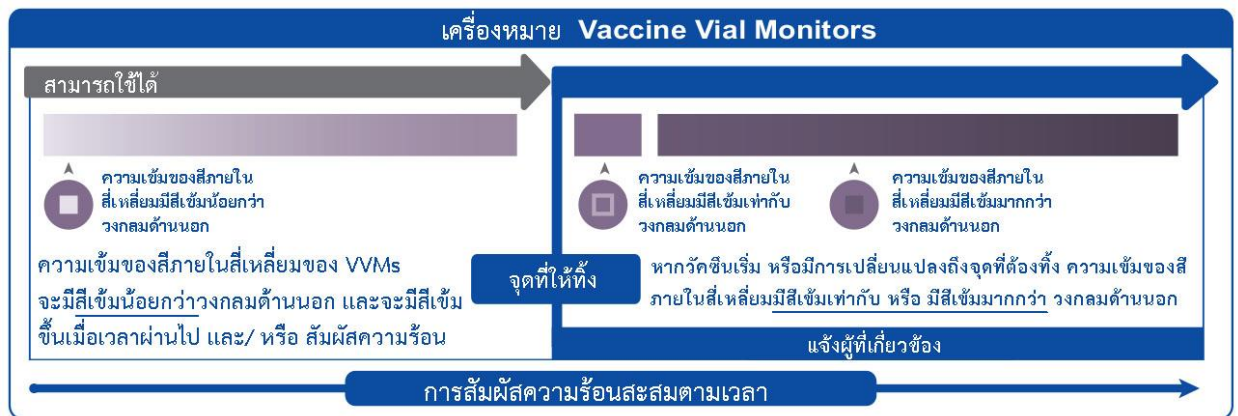 เครื่องหมาย Vaccine Vial Monitors
สามารถใช้ได้
ความเข้มของสีภายใน
สี่เหลี่ยมมีสีเข้มน้อยกว่า
วงกลมด้านนอก
ความเข้มของสีภายในสี่เหลี่ยมของ VVMs
จะมีสีเข้มน้อยกว่าวงกลมด้านนอก และจะมีสีเข้ม
ขึ้นเมื่อเวลาผ่านไป และ/ หรือ สัมผัสความร้อน
จุดที่ให้ทิ้ง
ความเข้มของสีภายใน
สี่เหลี่ยมมีสีเข้มเท่ากับ
วงกลมด้านนอก
ความเข้มของสีภายใน
สี่เหลี่ยมมีสีเข้มมากกว่า
วงกลมด้านนอก
หากวัคซีนเริ่ม หรือมีการเปลี่ยนแปลงถึงจุดที่ต้องทิ้ง ความเข้มของสี
ภายในสี่เหลี่ยมมีสีเข้มเท่ากับ หรือ มีสีเข้มมากกว่า วงกลมด้านนอก
แจ้งผู้ที่เกี่ยวข้อง
การสัมผัสความร้อนสะสมตามเวลา